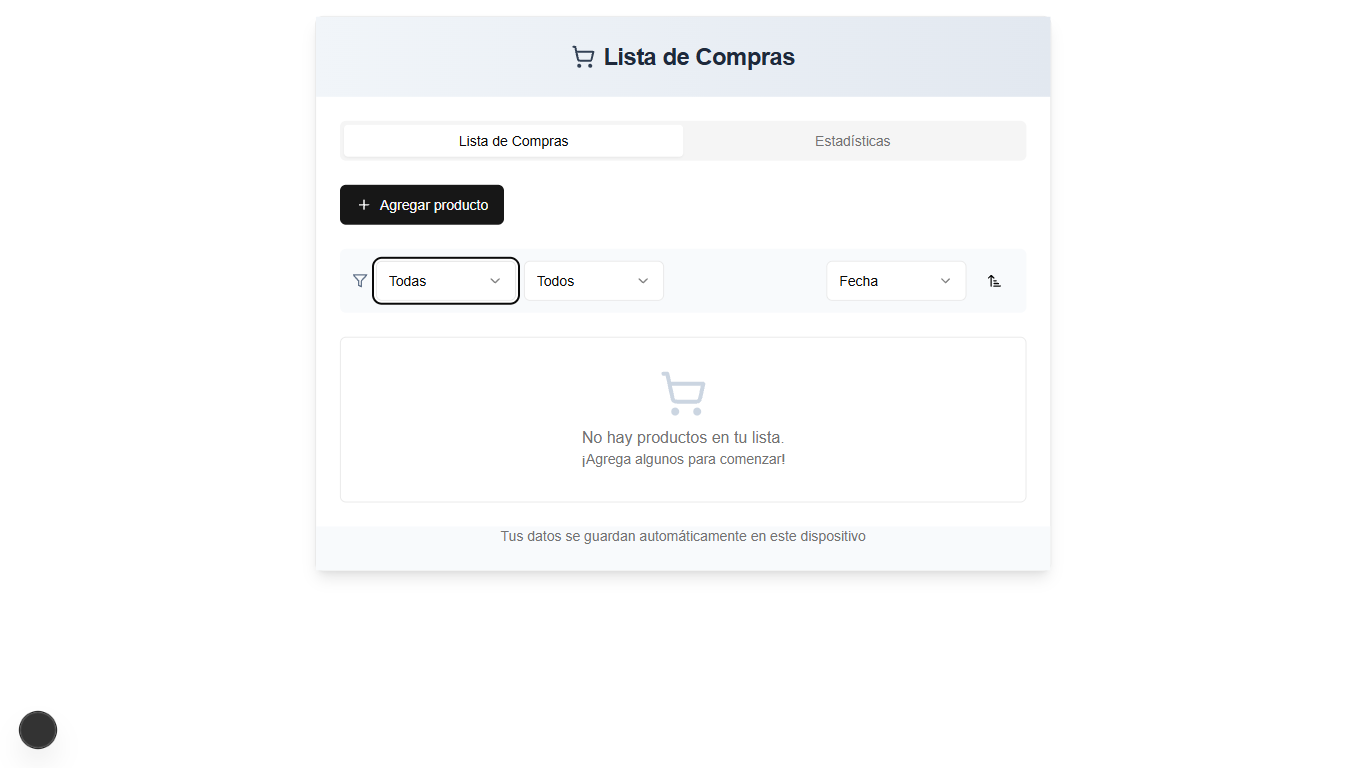 Lista de Compras
Lista de Compras
Estadísticas
Agregar producto
Todas
Todos
Fecha
No hay productos en tu lista.
¡Agrega algunos para comenzar!
Tus datos se guardan automáticamente en este dispositivo